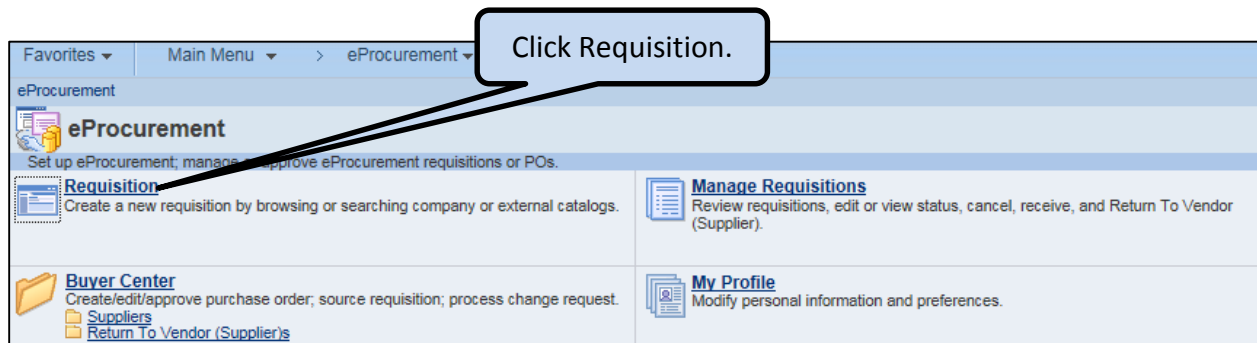 Click Requisition.
Favorites Main Menu > eProcurement
eProcurement
eProcurement
Set up eProcurement; manage approve eProcurement requisitions or POs.
Requisition
Create a new requisition by browsing or searching company or external catalogs.
Manage Requisitions
Review requisitions, edit or view status, cancel, receive, and Return To Vendor
(Supplier).
Buyer Center
Create/edit/approve purchase order; source requisition; process change request.
Suppliers
Return To Vendor (Supplier)s
My Profile
Modify personal information and preferences.